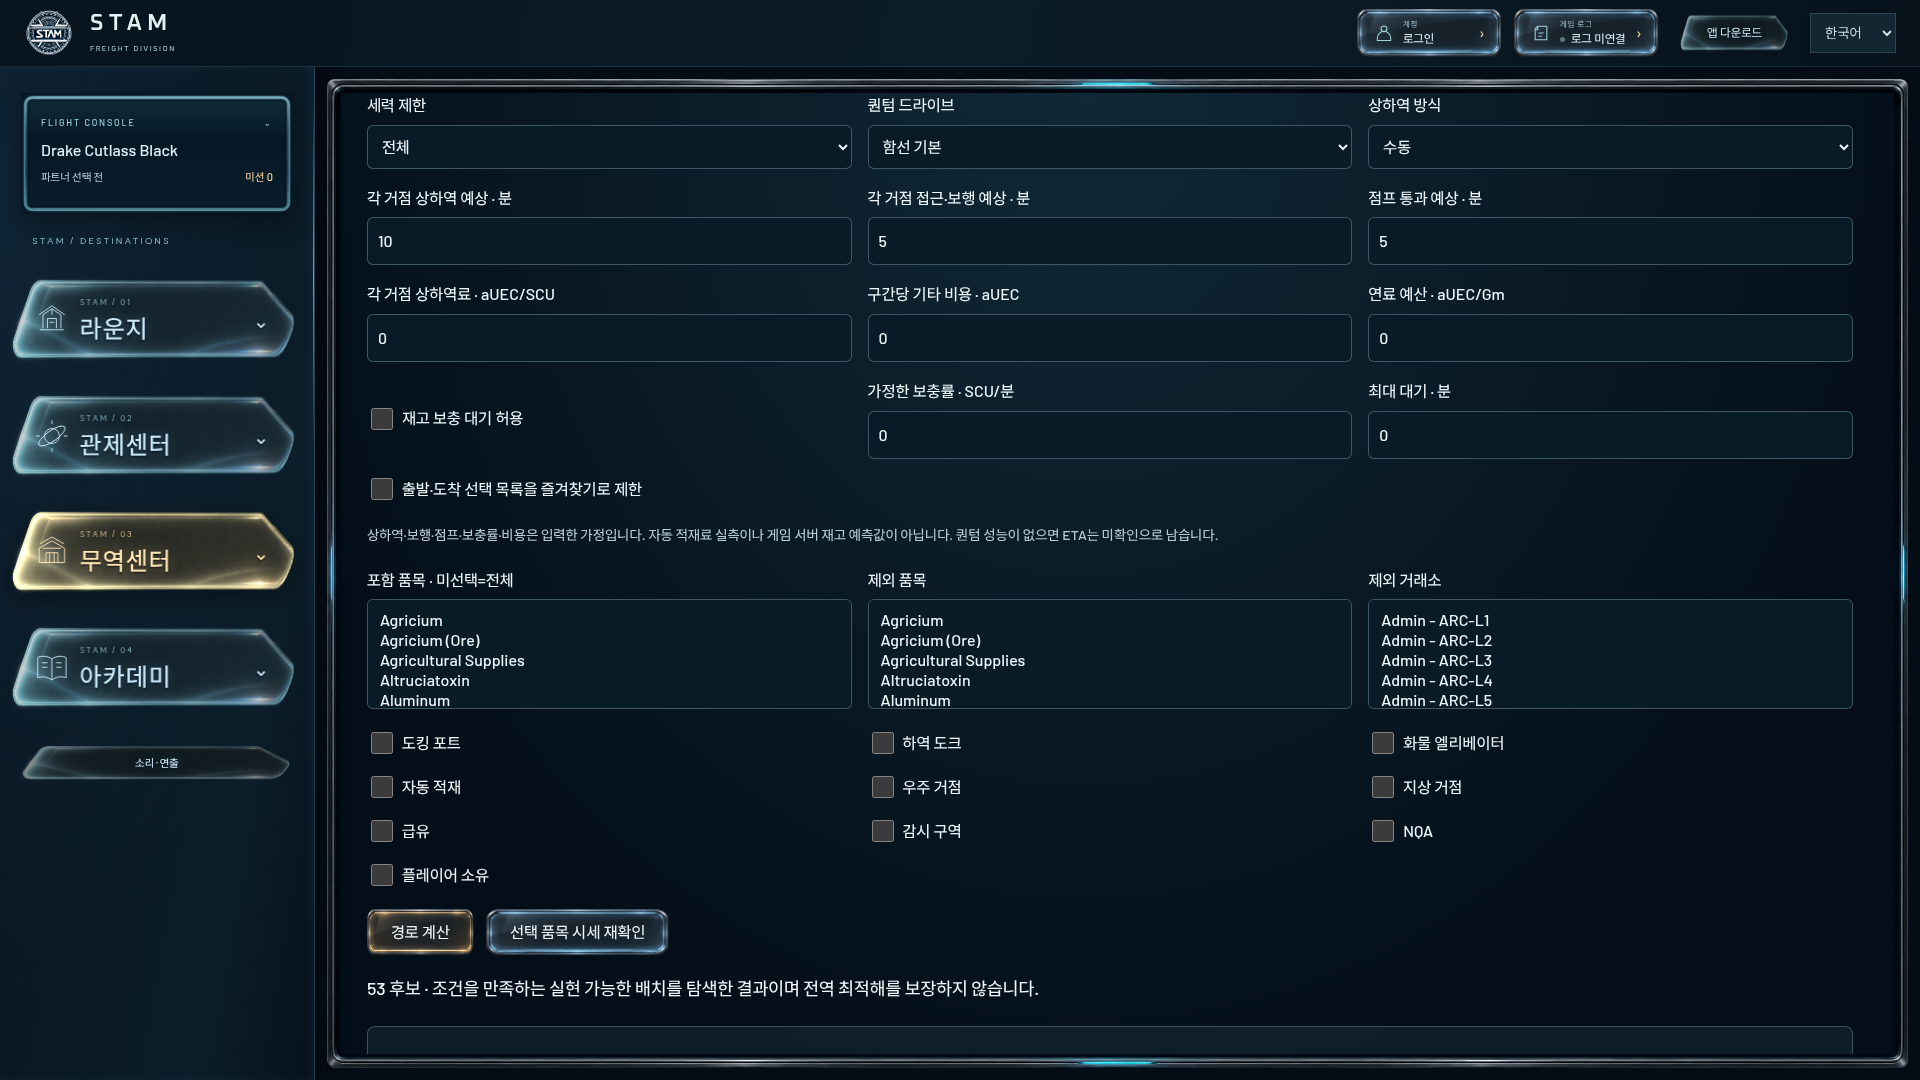 STAM
FREIGHT DIVISION
STAM
계정
로그인
게임 로그
로그 미연결
앱 다운로드
한국어
FLIGHT CONSOLE
Drake Cutlass Black
파트너 선택 전
미션 0
STAM / DESTINATIONS
STAM / 01
라운지
STAM / 02
관제센터
STAM / 03
무역센터
STAM / 04
아카데미
소리·연출
세력 제한
퀀텀 드라이브
상하역 방식
전체
함선 기본
수동
각 거점 상하역 예상 · 분
각 거점 접근·보행 예상 · 분
점프 통과 예상 · 분
10
5
5
각 거점 상하역료 · aUEC/SCU
구간당 기타 비용 · aUEC
연료 예산 · aUEC/Gm
0
0
0
재고 보충 대기 허용
가정한 보충률 · SCU/분
최대 대기 · 분
0
0
출발·도착 선택 목록을 즐겨찾기로 제한
상하역·보행·점프·보충률·비용은 입력한 가정입니다. 자동 적재료 실측이나 게임 서버 재고 예측값이 아닙니다. 퀀텀 성능이 없으면 ETA는 미확인으로 남습니다.
포함 품목 · 미선택=전체
제외 품목
제외 거래소
Agricium
Agricium (Ore)
Agricultural Supplies
Altruciatoxin
Aluminum
Agricium
Agricium (Ore)
Agricultural Supplies
Altruciatoxin
Aluminum
Admin - ARC-L1
Admin - ARC-L2
Admin - ARC-L3
Admin - ARC-L4
Admin - ARC-L5
도킹 포트
하역 도크
화물 엘리베이터
자동 적재
우주 거점
지상 거점
급유
감시 구역
NQA
플레이어 소유
경로 계산
선택 품목 시세 재확인
53 후보 · 조건을 만족하는 실현 가능한 배치를 탐색한 결과이며 전역 최적해를 보장하지 않습니다.